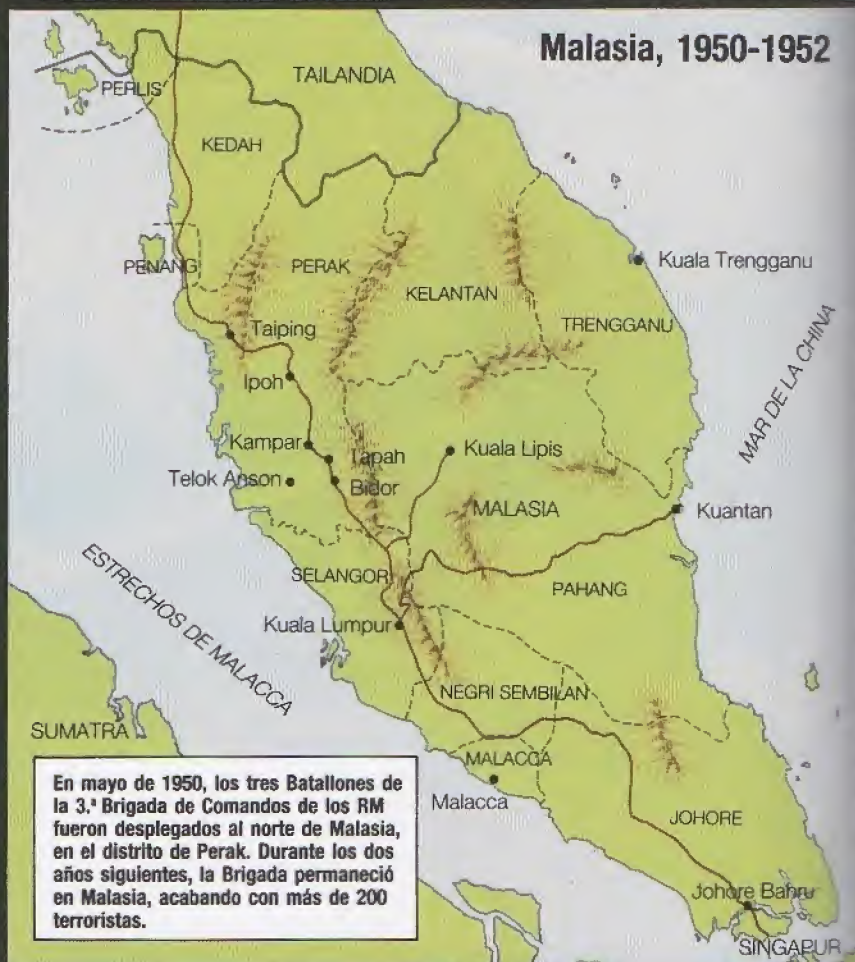 Malasia, 1950-1952
TAILANDIA
PERLIS
KEDAH
PENANG
PERAK
KELANTAN
Kuala Trengganu
TRENGGANU
Taiping
Ipoh
MAR DE LA CHINA
Kampar
Tapah
Kuala Lipis
Telok Anson
Bidor
MALASIA
Kuantan
ESTRECHOS DE MALACCA
SELANGOR
PAHANG
Kuala Lumpur
NEGRI SEMBILAN
SUMATRA
MALACCA
Malacca
JOHORE
Johore Bahru
SINGAPUR
En mayo de 1950, los tres Batallones de
la 3.ª Brigada de Comandos de los RM
fueron desplegados al norte de Malasia,
en el distrito de Perak. Durante los dos
años siguientes, la Brigada permaneció
en Malasia, acabando con más de 200
terroristas.